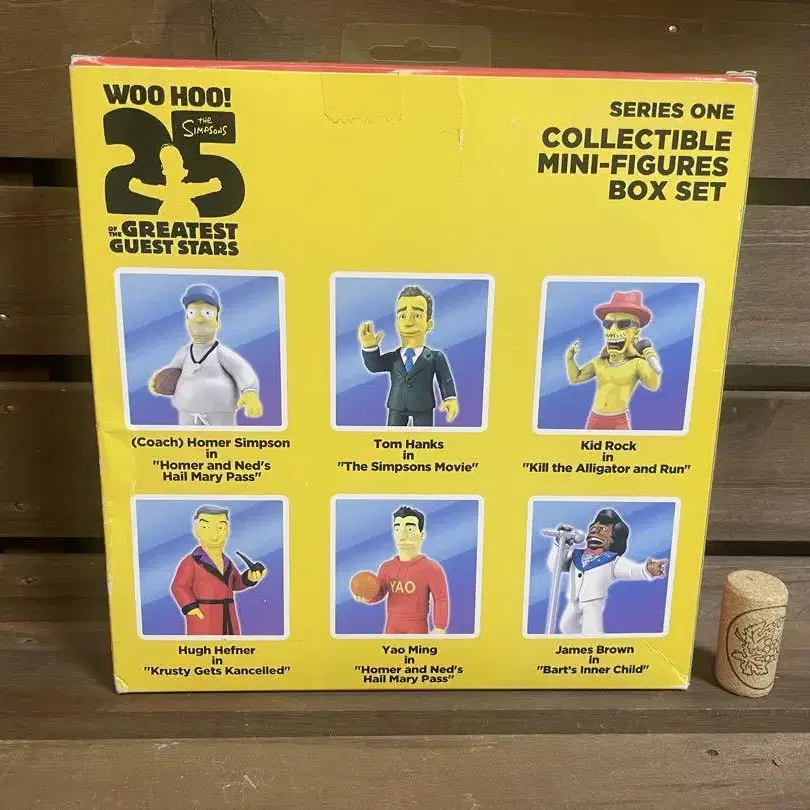 WOO HOO!
25
the
Simpsons
OF THE GREATEST
GUEST STARS
SERIES ONE
COLLECTIBLE
MINI-FIGURES
BOX SET
(Coach) Homer Simpson
in
"Homer and Ned's
Hail Mary Pass"
Tom Hanks
in
"The Simpsons Movie"
Kid Rock
in
"Kill the Alligator and Run"
Hugh Hefner
in
"Krusty Gets Kancelled"
YAO
Yao Ming
in
"Homer and Ned's
Hail Mary Pass"
James Brown
in
"Bart's Inner Child"